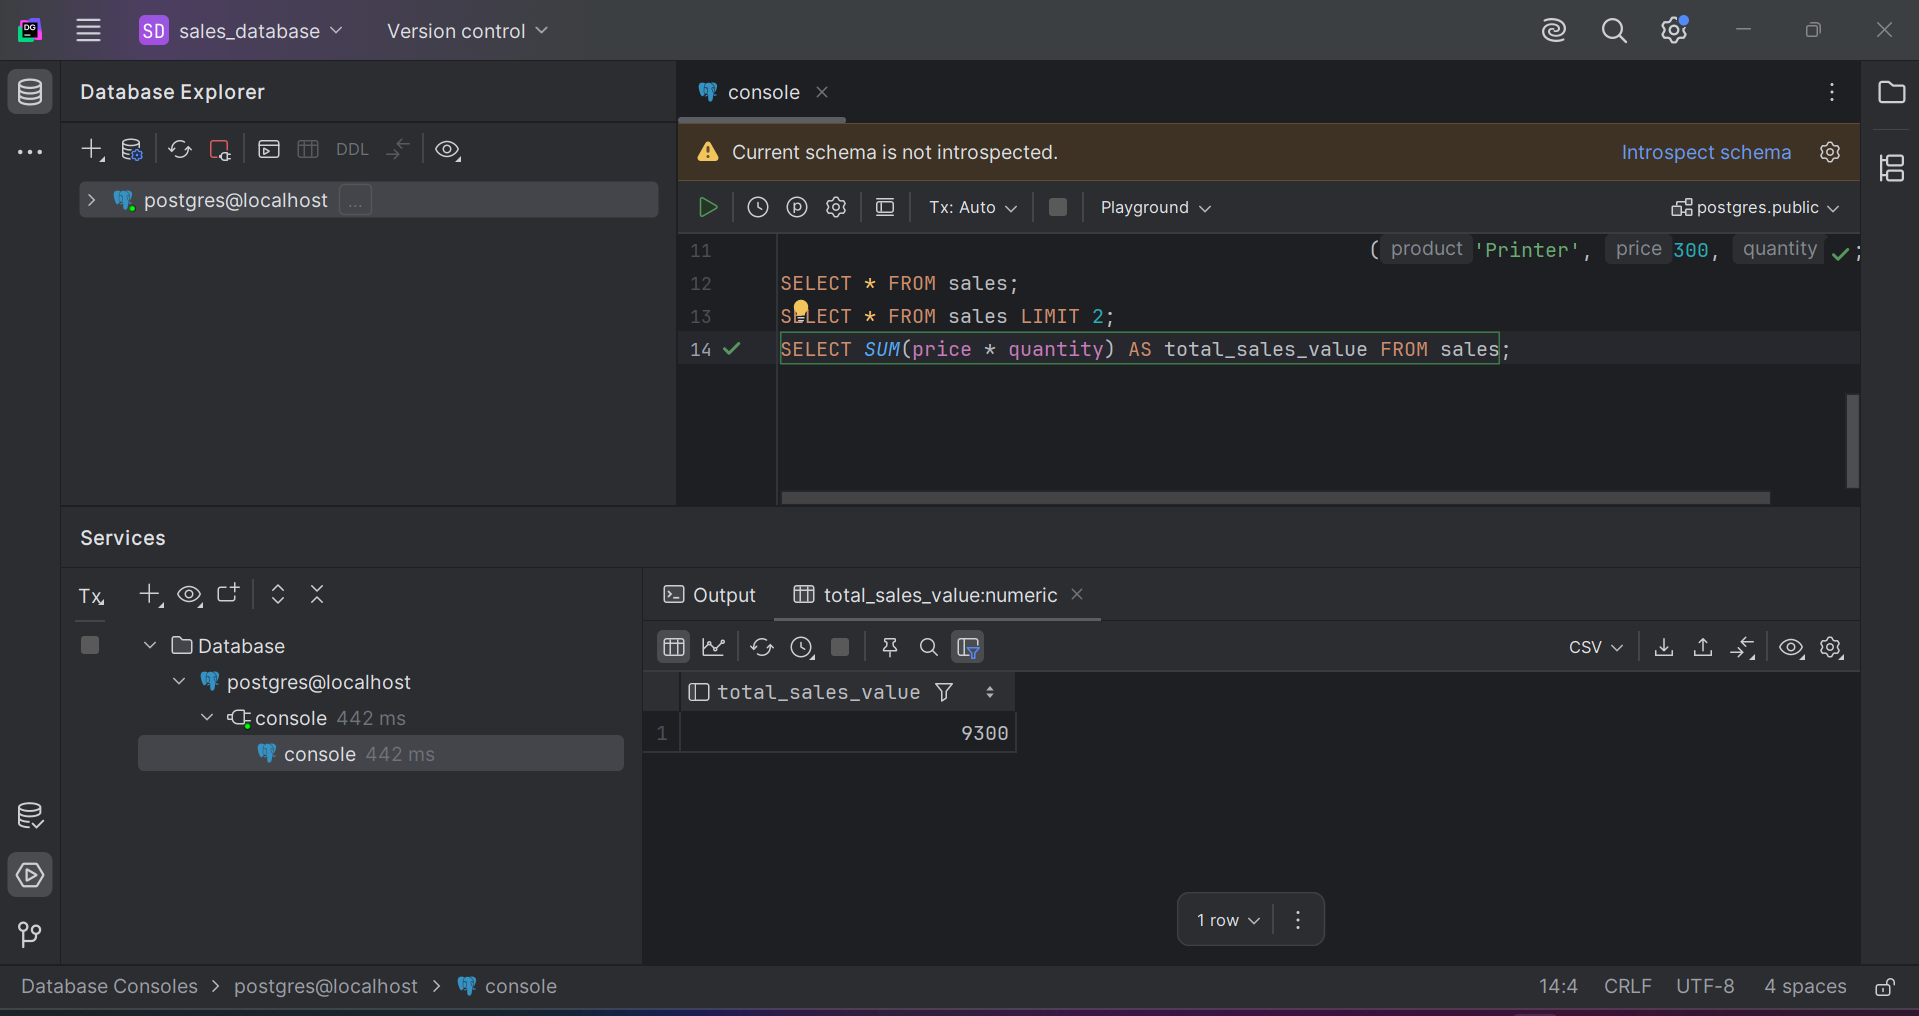 SD sales_database Version control
Database Explorer
DDL
postgres@localhost ...
console
Current schema is not introspected. Introspect schema
Tx: Auto Playground postgres.public
11 ( product 'Printer', price 300, quantity ;
12 SELECT * FROM sales;
13 SELECT * FROM sales LIMIT 2;
14 SELECT SUM(price * quantity) AS total_sales_value FROM sales;
Services
Tx
Database
postgres@localhost
console 442 ms
console 442 ms
Output total_sales_value:numeric
CSV
total_sales_value
1 9300
1 row
Database Consoles > postgres@localhost > console 14:4 CRLF UTF-8 4 spaces